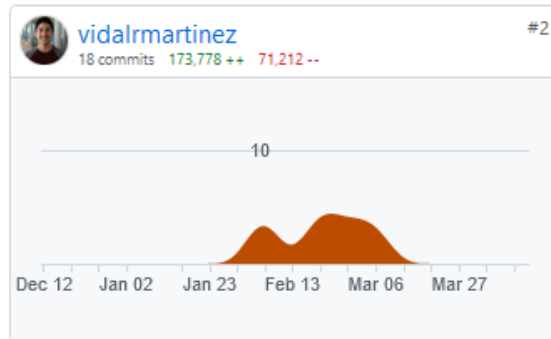 vidalrmartinez #2
18 commits 173,778 ++ 71,212 --
10
Dec 12 Jan 02 Jan 23 Feb 13 Mar 06 Mar 27